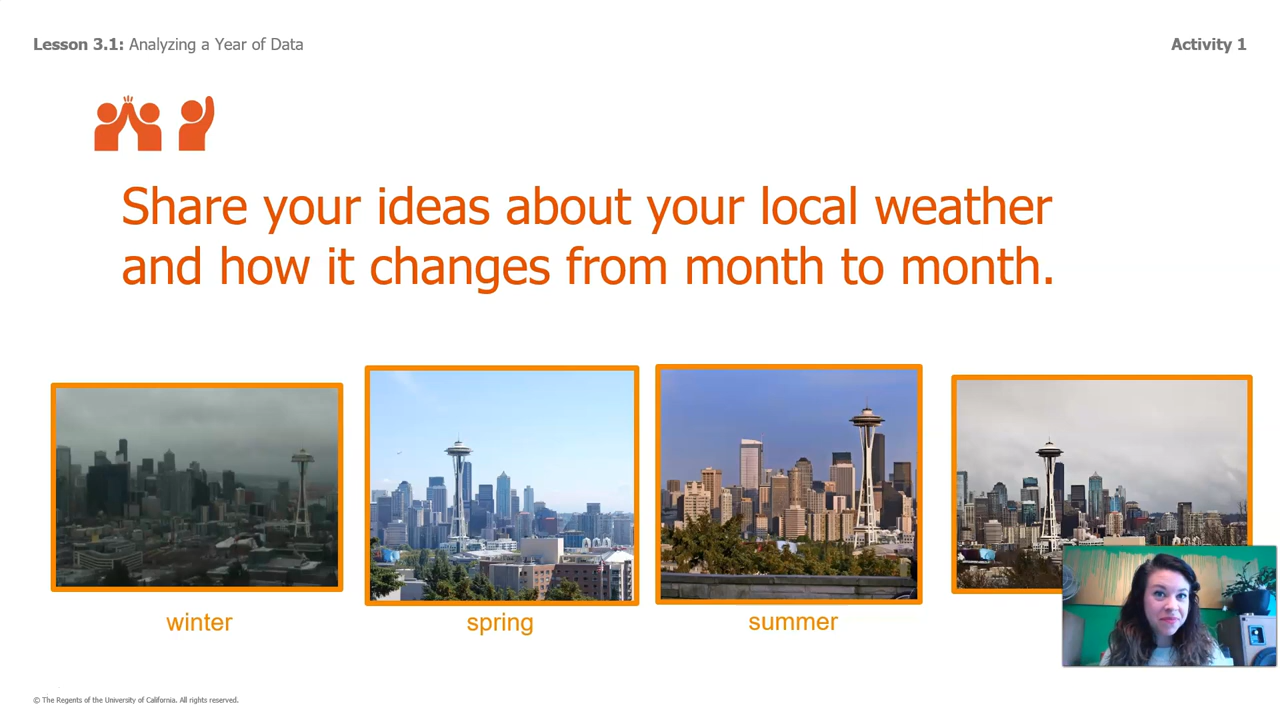 Lesson 3.1: Analyzing a Year of Data
Activity 1
Share your ideas about your local weather
and how it changes from month to month.
winter
spring
summer
© The Regents of the University of California. All rights reserved.